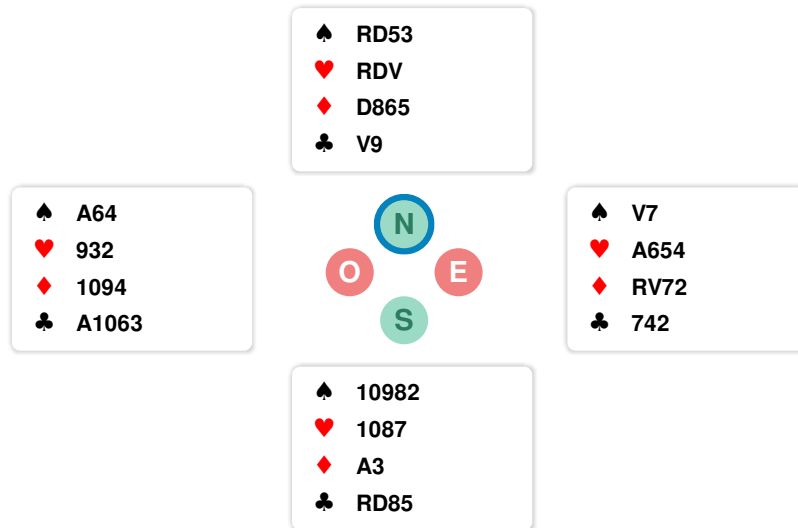 ♠ RD53
♥ RDV
♦ D865
♣ V9
♠ A64
♥ 932
♦ 1094
♣ A1063
N
O
E
S
♠ V7
♥ A654
♦ RV72
♣ 742
♠ 10982
♥ 1087
♦ A3
♣ RD85